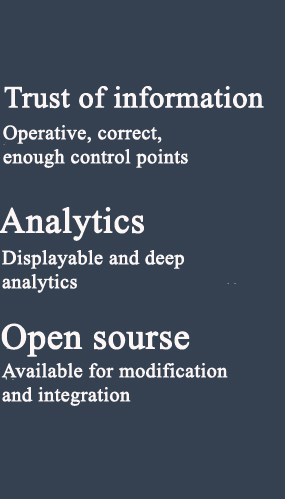 Trust of information
Operative, correct,
enough control points
Analytics
Displayable and deep
analytics
Open sourse
Available for modification
and integration